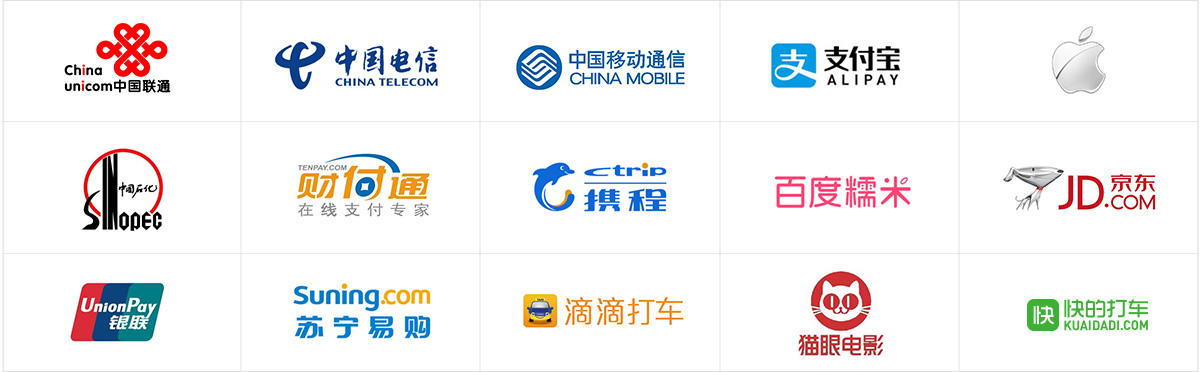 China
unicom中国联通
中国电信
CHINA TELECOM
中国移动通信
CHINA MOBILE
支
支付宝
ALIPAY
中国石化
SINOPEC
TENPAY.COM
财付通
在线支付专家
Ctrip
携程
百度糯米
JD.京东
.COM
UnionPay
银联
Suning.com
苏宁易购
TAXI
滴滴打车
猫眼电影
快
快的打车
KUAIDADI.COM